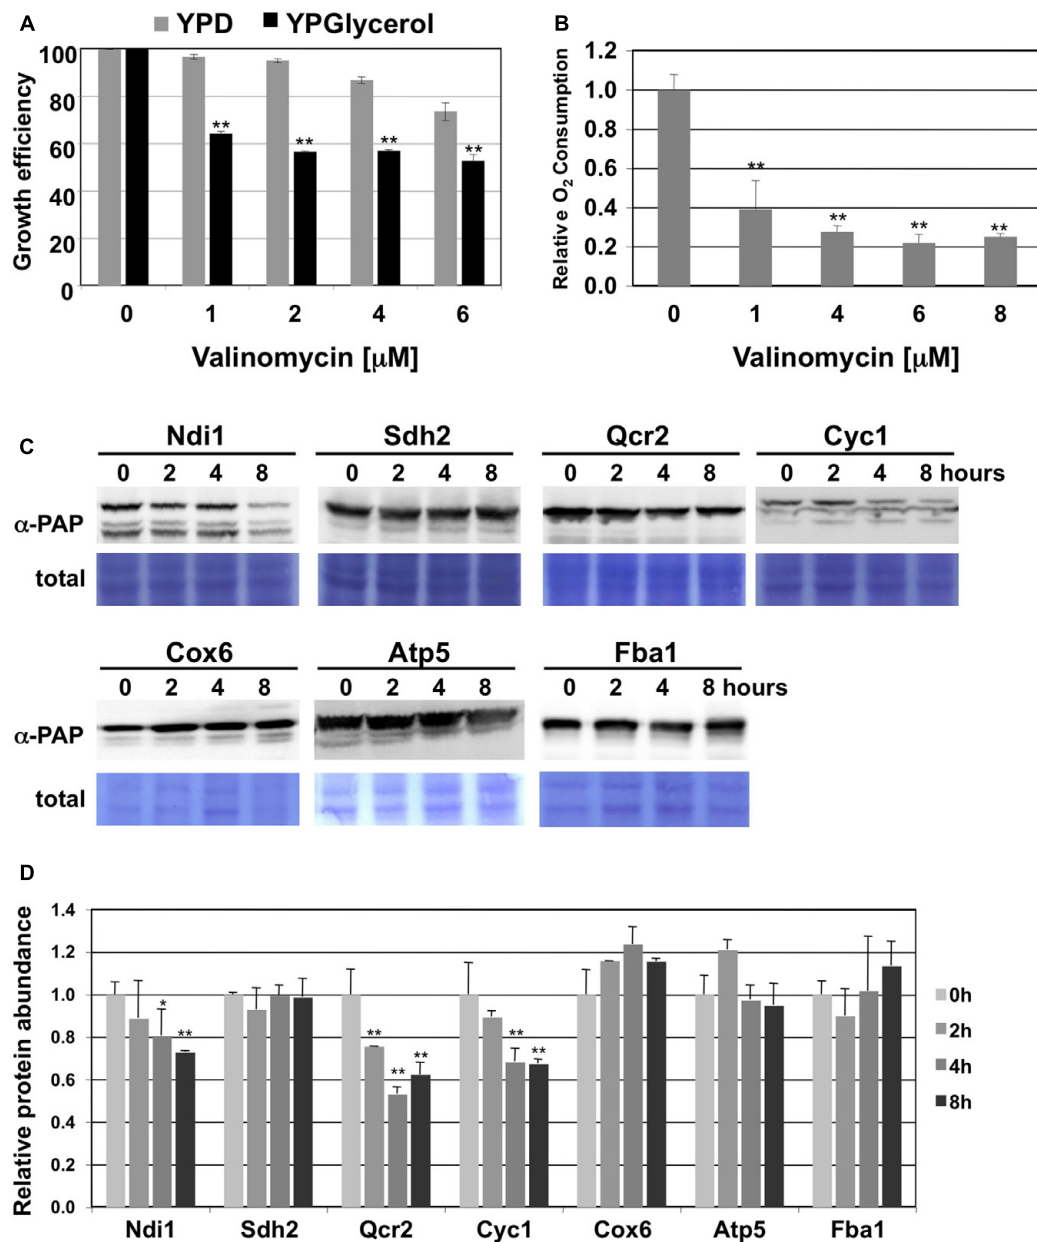 A
YPD YPGlycerol
100
80
60
40
20
0
Growth efficiency
** ** ** **
0 1 2 4 6
Valinomycin [μM]
B
1.2
1.0
0.8
0.6
0.4
0.2
0.0
Relative O2 Consumption
** ** ** **
0 1 4 6 8
Valinomycin [μM]
C
Ndi1 Sdh2 Qcr2 Cyc1
0 2 4 8 0 2 4 8 0 2 4 8 0 2 4 8 hours
α-PAP
total
Cox6 Atp5 Fba1
0 2 4 8 0 2 4 8 0 2 4 8 hours
α-PAP
total
D
1.4
1.2
1.0
0.8
0.6
0.4
0.2
0.0
Relative protein abundance
* ** ** ** ** ** **
Ndi1 Sdh2 Qcr2 Cyc1 Cox6 Atp5 Fba1
0h
2h
4h
8h